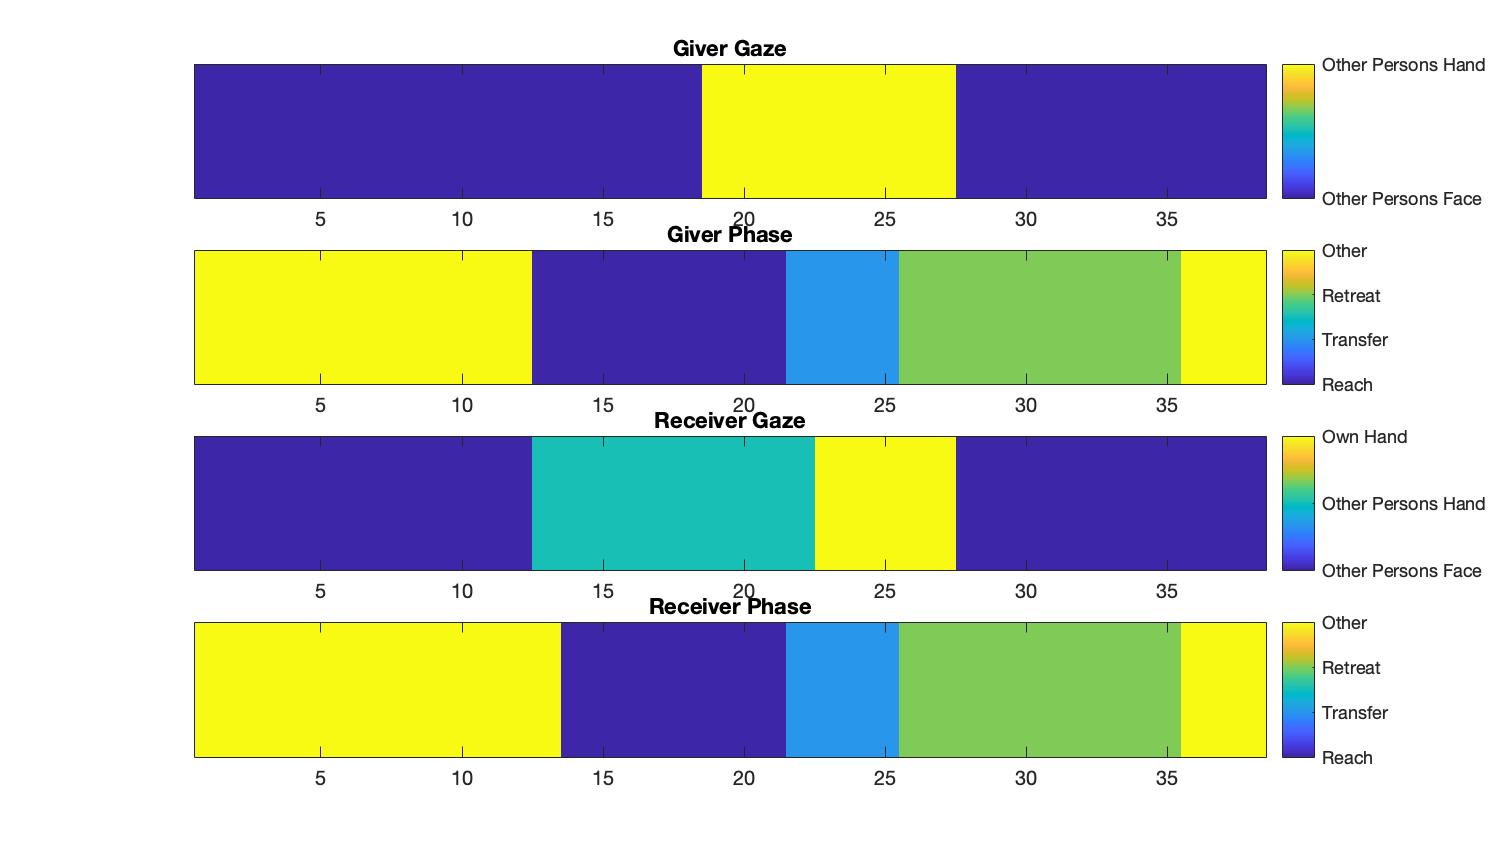 Giver Gaze
Other Persons Hand
Other Persons Face
5 10 15 20 25 30 35
Giver Phase
Other
Retreat
Transfer
Reach
5 10 15 20 25 30 35
Receiver Gaze
Own Hand
Other Persons Hand
Other Persons Face
5 10 15 20 25 30 35
Receiver Phase
Other
Retreat
Transfer
Reach
5 10 15 20 25 30 35